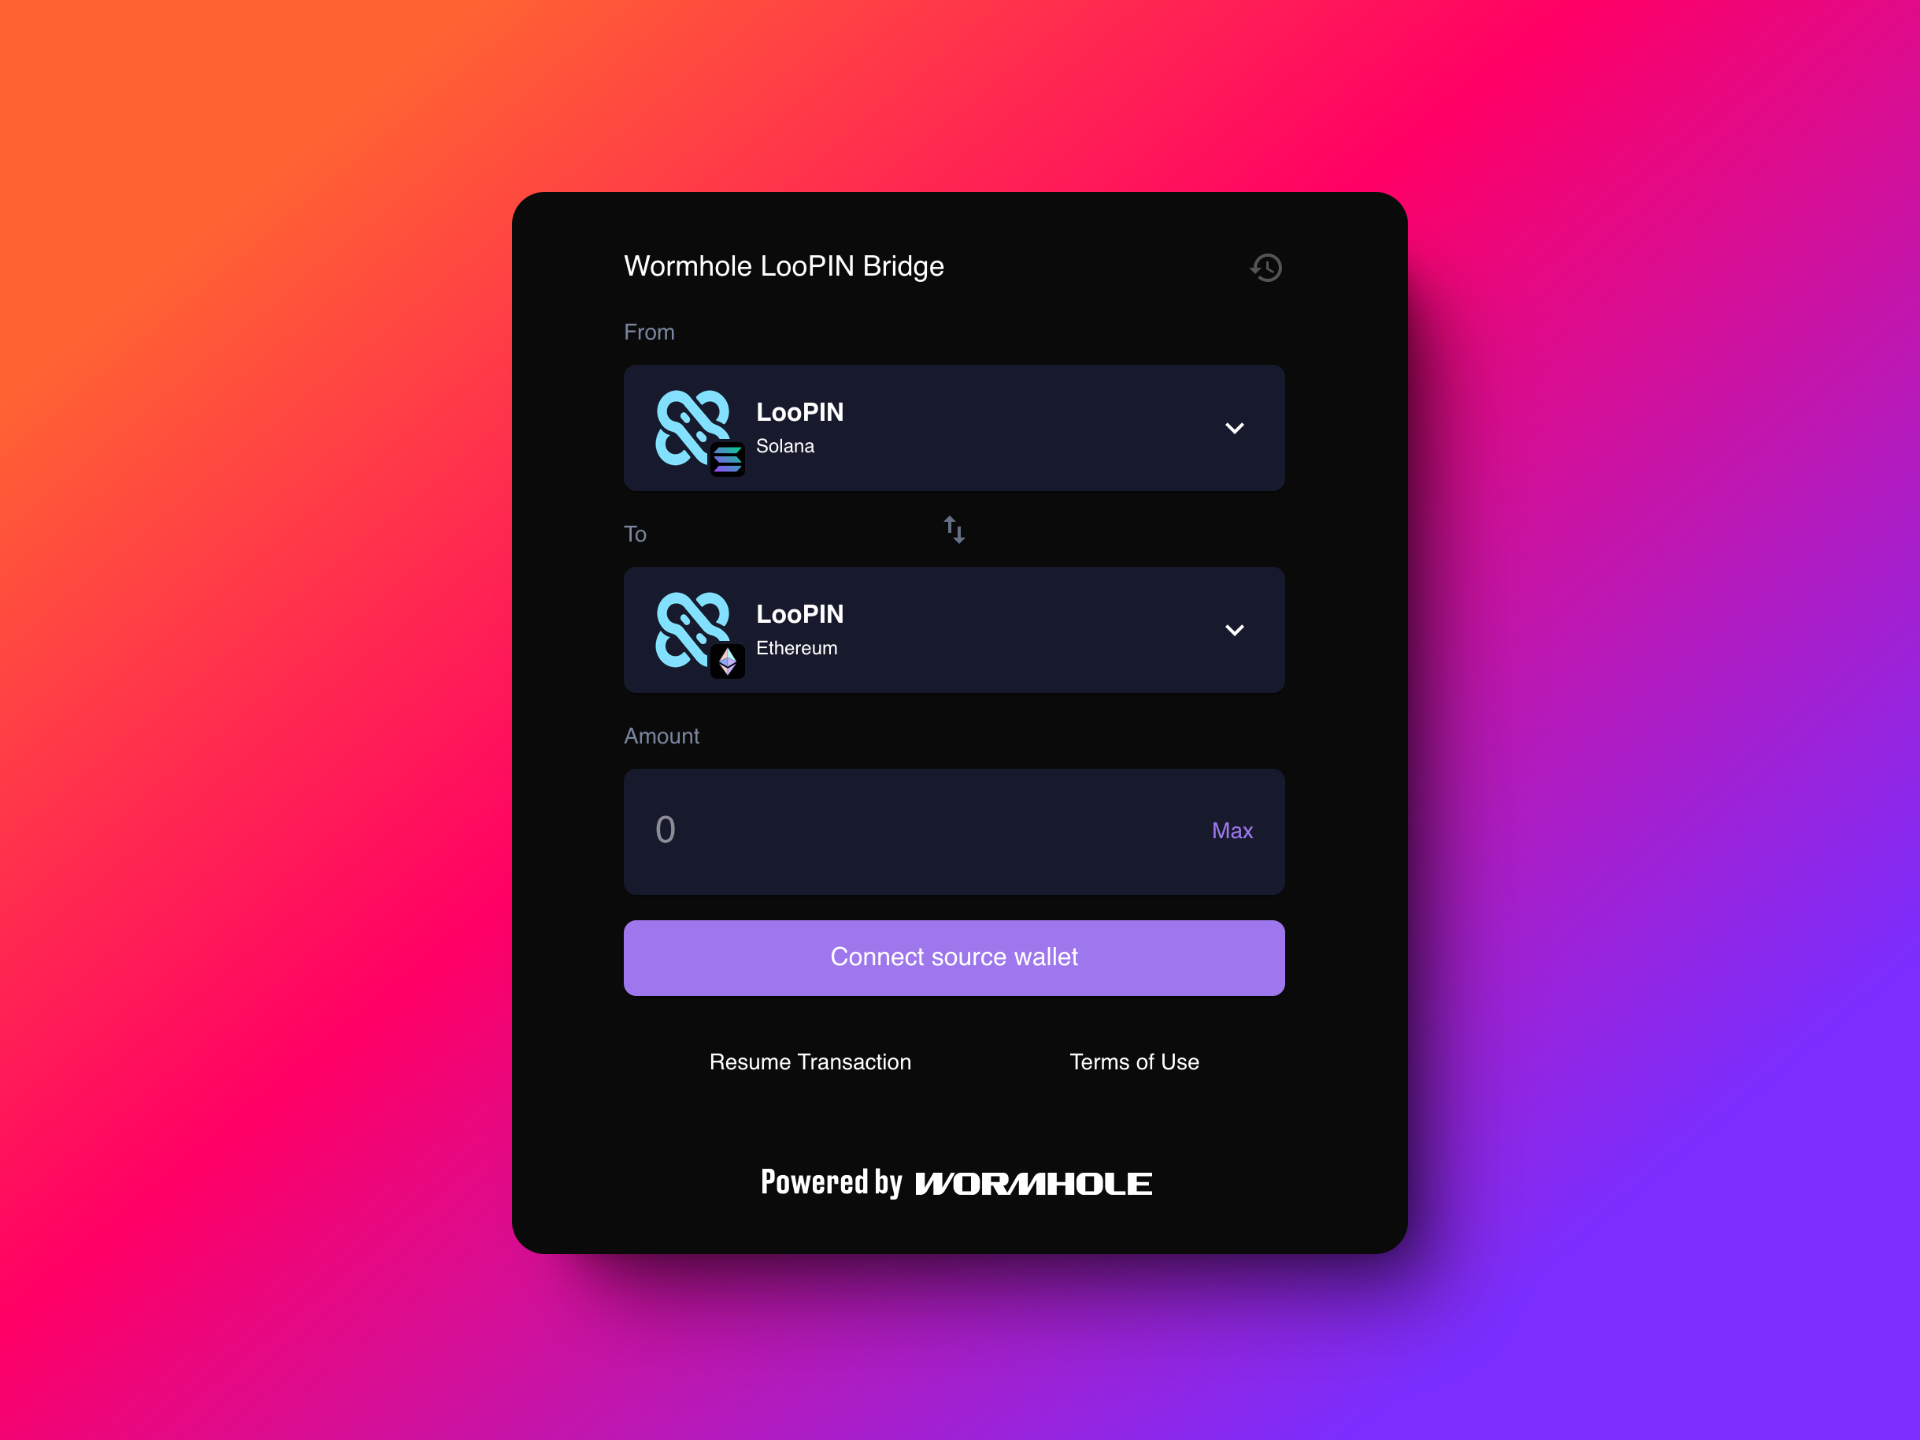 Wormhole LooPIN Bridge
From
LooPIN
Solana
To
LooPIN
Ethereum
Amount
0
Max
Connect source wallet
Resume Transaction
Terms of Use
Powered by WORMHOLE